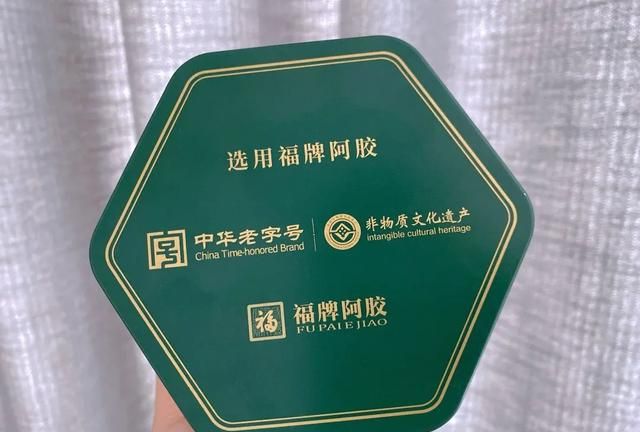 选用福牌阿胶
中华老字号
China Time-honored Brand
非物质文化遗产
intangible cultural heritage
福
福牌阿胶
FU PAI E JIAO